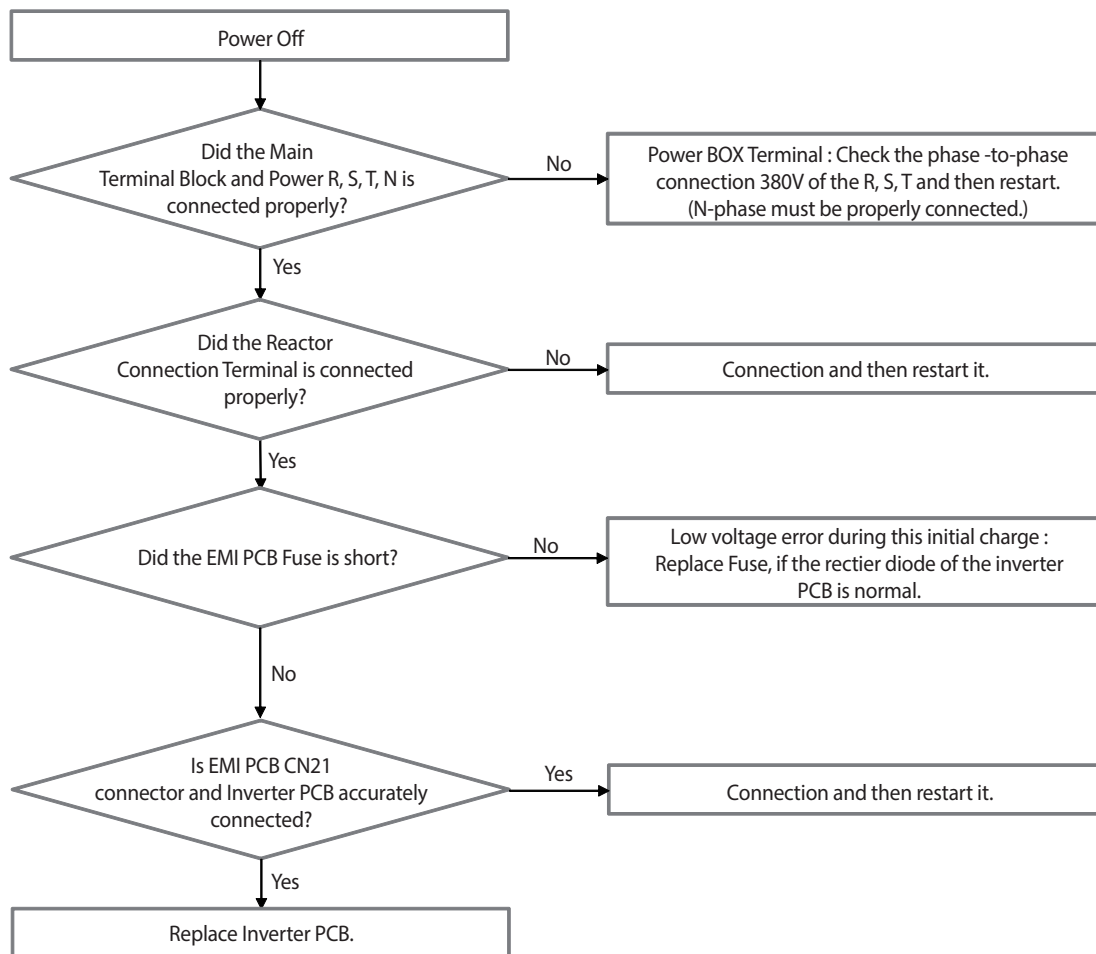 Power Off
Did the Main
Terminal Block and Power R, S, T, N is
connected properly?
No
Power BOX Terminal : Check the phase -to-phase
connection 380V of the R, S, T and then restart.
(N-phase must be properly connected.)
Yes
Did the Reactor
Connection Terminal is connected
properly?
No
Connection and then restart it.
Yes
Did the EMI PCB Fuse is short?
No
Low voltage error during this initial charge :
Replace Fuse, if the rectier diode of the inverter
PCB is normal.
No
Is EMI PCB CN21
connector and Inverter PCB accurately
connected?
Yes
Connection and then restart it.
Yes
Replace Inverter PCB.